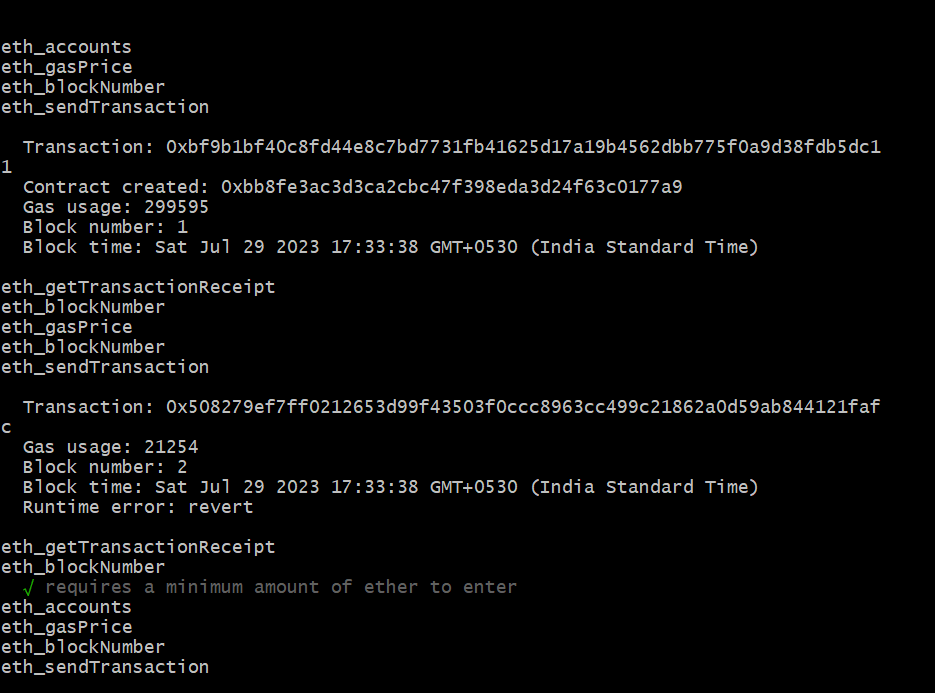 eth_accounts
eth_gasPrice
eth_blockNumber
eth_sendTransaction
Transaction: 0xbf9b1bf40c8fd44e8c7bd7731fb41625d17a19b4562dbb775f0a9d38fdb5dc1
1
Contract created: 0xbb8fe3ac3d3ca2cbc47f398eda3d24f63c0177a9
Gas usage: 299595
Block number: 1
Block time: Sat Jul 29 2023 17:33:38 GMT+0530 (India Standard Time)
eth_getTransactionReceipt
eth_blockNumber
eth_gasPrice
eth_blockNumber
eth_sendTransaction
Transaction: 0x508279ef7ff0212653d99f43503f0ccc8963cc499c21862a0d59ab844121faf
c
Gas usage: 21254
Block number: 2
Block time: Sat Jul 29 2023 17:33:38 GMT+0530 (India Standard Time)
Runtime error: revert
eth_getTransactionReceipt
eth_blockNumber
√ requires a minimum amount of ether to enter
eth_accounts
eth_gasPrice
eth_blockNumber
eth_sendTransaction